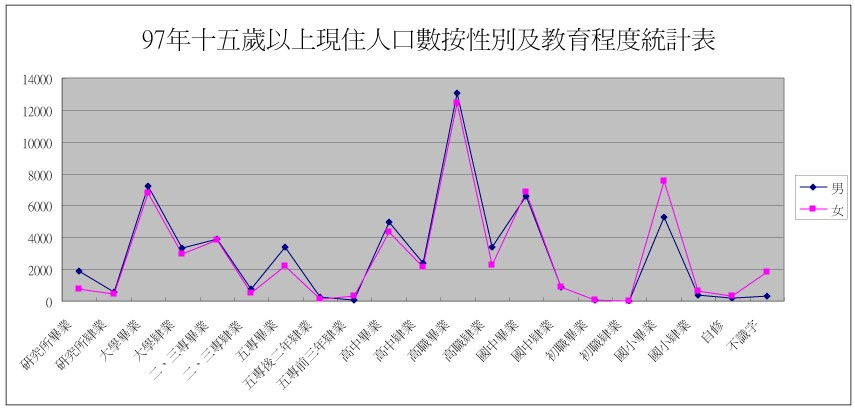 97年十五歲以上現住人口數按性別及教育程度統計表
14000
12000
10000
8000
6000
4000
2000
0
男
女
研究所畢業
研究所肄業
大學畢業
大學肄業
二、三專畢業
二、三專肄業
五專畢業
五專後二年肄業
五專前三年肄業
高中畢業
高中肄業
高職畢業
高職肄業
國中畢業
國中肄業
初職畢業
初職肄業
國小畢業
國小肄業
自修
不識字